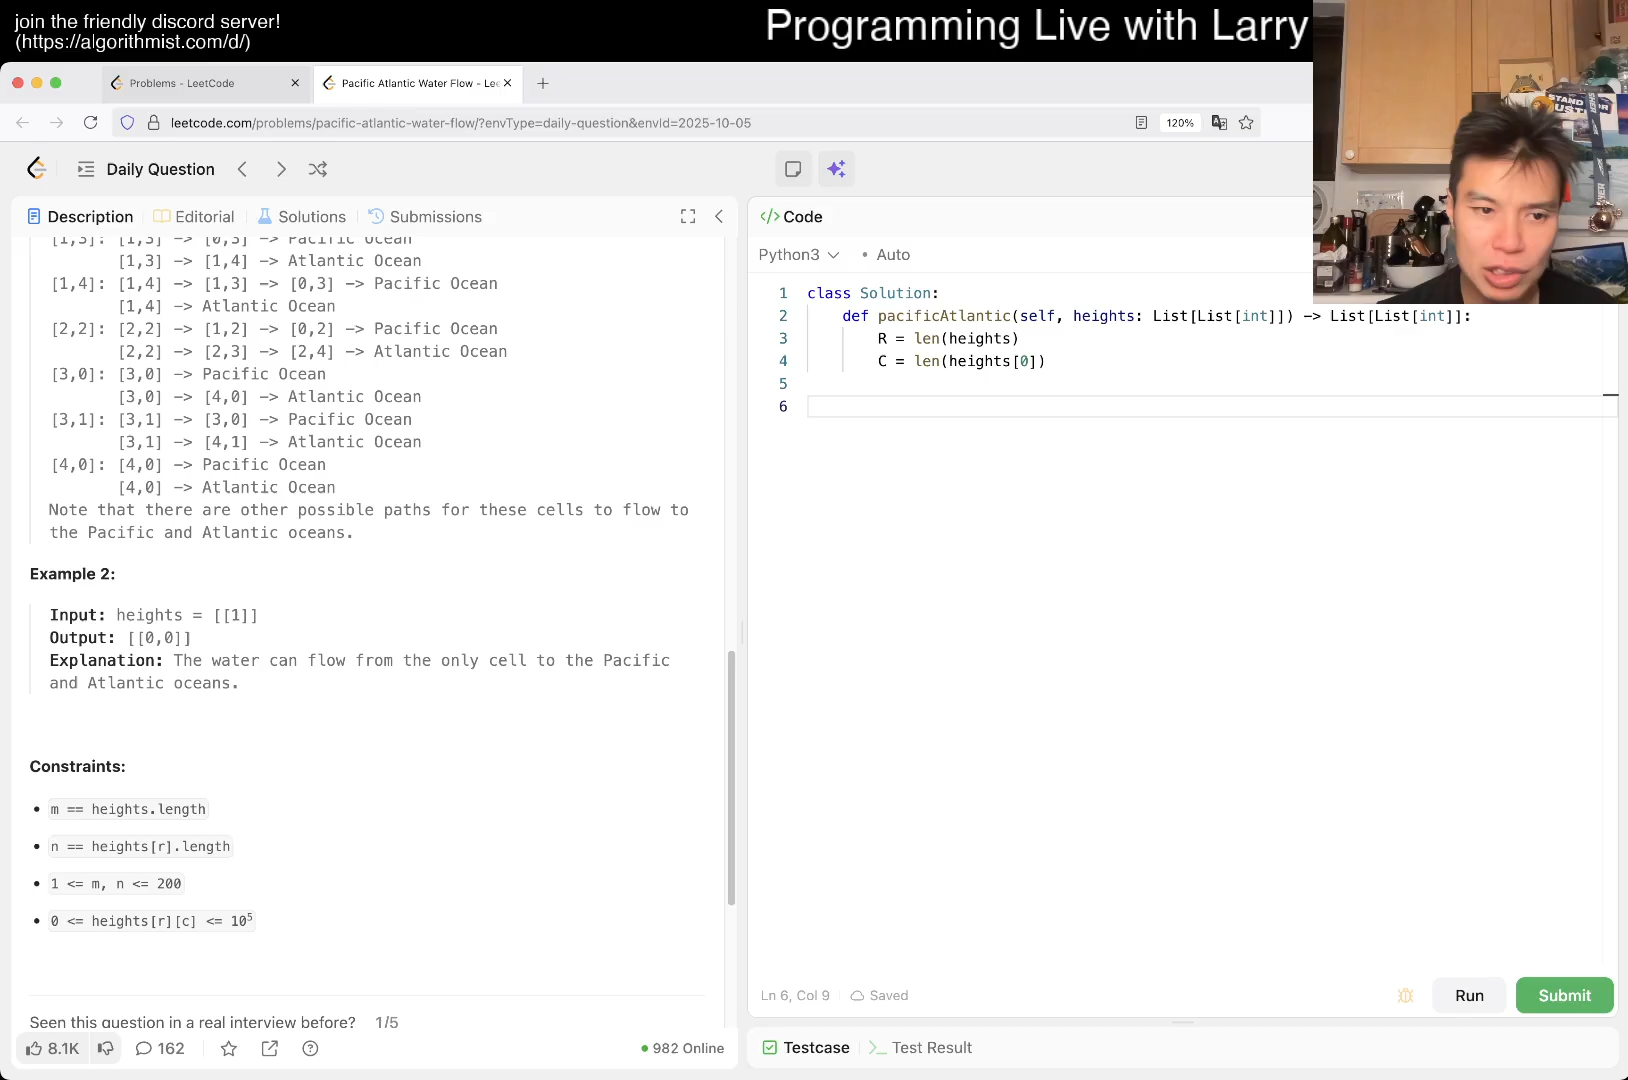 join the friendly discord server!
(https://algorithmist.com/d/)
Programming Live with Larry
Problems - LeetCode
Pacific Atlantic Water Flow - Lee
leetcode.com/problems/pacific-atlantic-water-flow/?envType=daily-question&envId=2025-10-05
120%
Daily Question
Description
Editorial
Solutions
Submissions
[1,3]: [1,3] -> [0,3] -> Pacific Ocean
[1,3] -> [1,4] -> Atlantic Ocean
[1,4]: [1,4] -> [1,3] -> [0,3] -> Pacific Ocean
[1,4] -> Atlantic Ocean
[2,2]: [2,2] -> [1,2] -> [0,2] -> Pacific Ocean
[2,2] -> [2,3] -> [2,4] -> Atlantic Ocean
[3,0]: [3,0] -> Pacific Ocean
[3,0] -> [4,0] -> Atlantic Ocean
[3,1]: [3,1] -> [3,0] -> Pacific Ocean
[3,1] -> [4,1] -> Atlantic Ocean
[4,0]: [4,0] -> Pacific Ocean
[4,0] -> Atlantic Ocean
Note that there are other possible paths for these cells to flow to
the Pacific and Atlantic oceans.
Example 2:
Input: heights = [[1]]
Output: [[0,0]]
Explanation: The water can flow from the only cell to the Pacific
and Atlantic oceans.
Constraints:
• m == heights.length
• n == heights[r].length
• 1 <= m, n <= 200
• 0 <= heights[r][c] <= 10⁵
Seen this question in a real interview before? 1/5
8.1K
162
982 Online
</> Code
Python3
• Auto
1 class Solution:
2 def pacificAtlantic(self, heights: List[List[int]]) -> List[List[int]]:
3 R = len(heights)
4 C = len(heights[0])
5
6
Ln 6, Col 9
Saved
Run
Submit
Testcase
Test Result
STAND